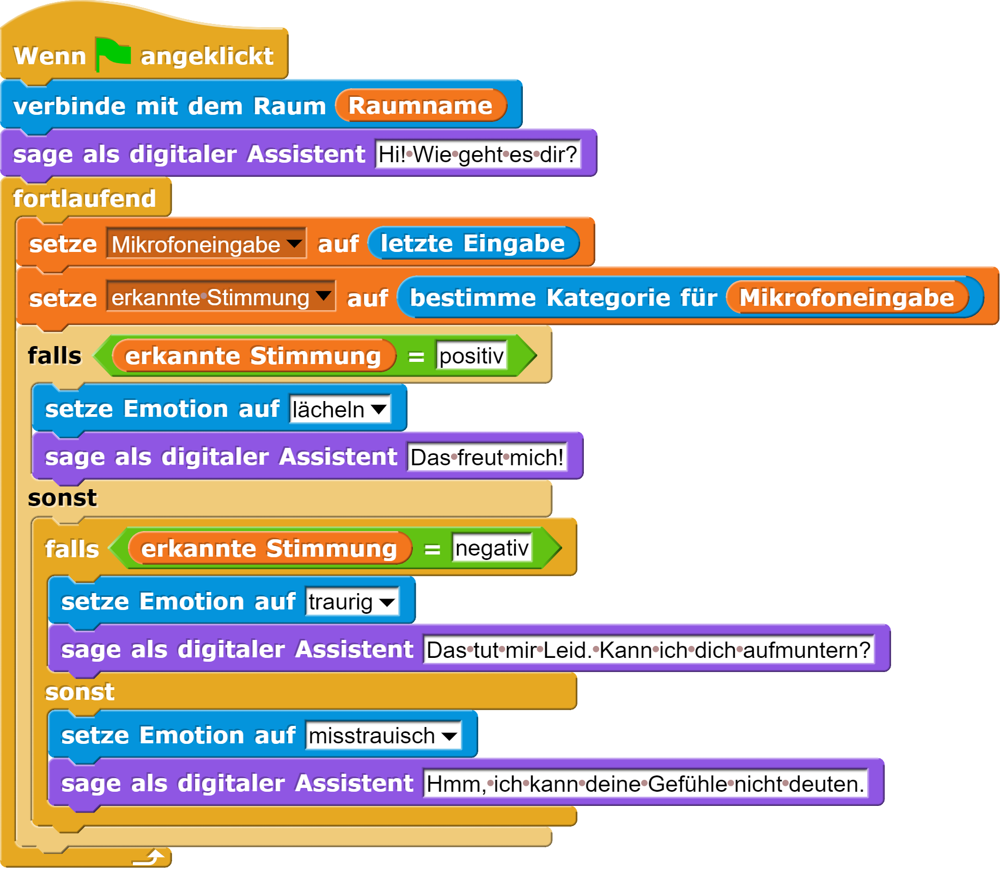 Wenn angeklickt
verbinde mit dem Raum Raumname
sage als digitaler Assistent Hi! Wie geht es dir?
fortlaufend
setze Mikrofoneingabe auf letzte Eingabe
setze erkannte Stimmung auf bestimme Kategorie für Mikrofoneingabe
falls erkannte Stimmung = positiv
setze Emotion auf lächeln
sage als digitaler Assistent Das freut mich!
sonst
falls erkannte Stimmung = negativ
setze Emotion auf traurig
sage als digitaler Assistent Das tut mir Leid. Kann ich dich aufmuntern?
sonst
setze Emotion auf misstrauisch
sage als digitaler Assistent Hmm, ich kann deine Gefühle nicht deuten.